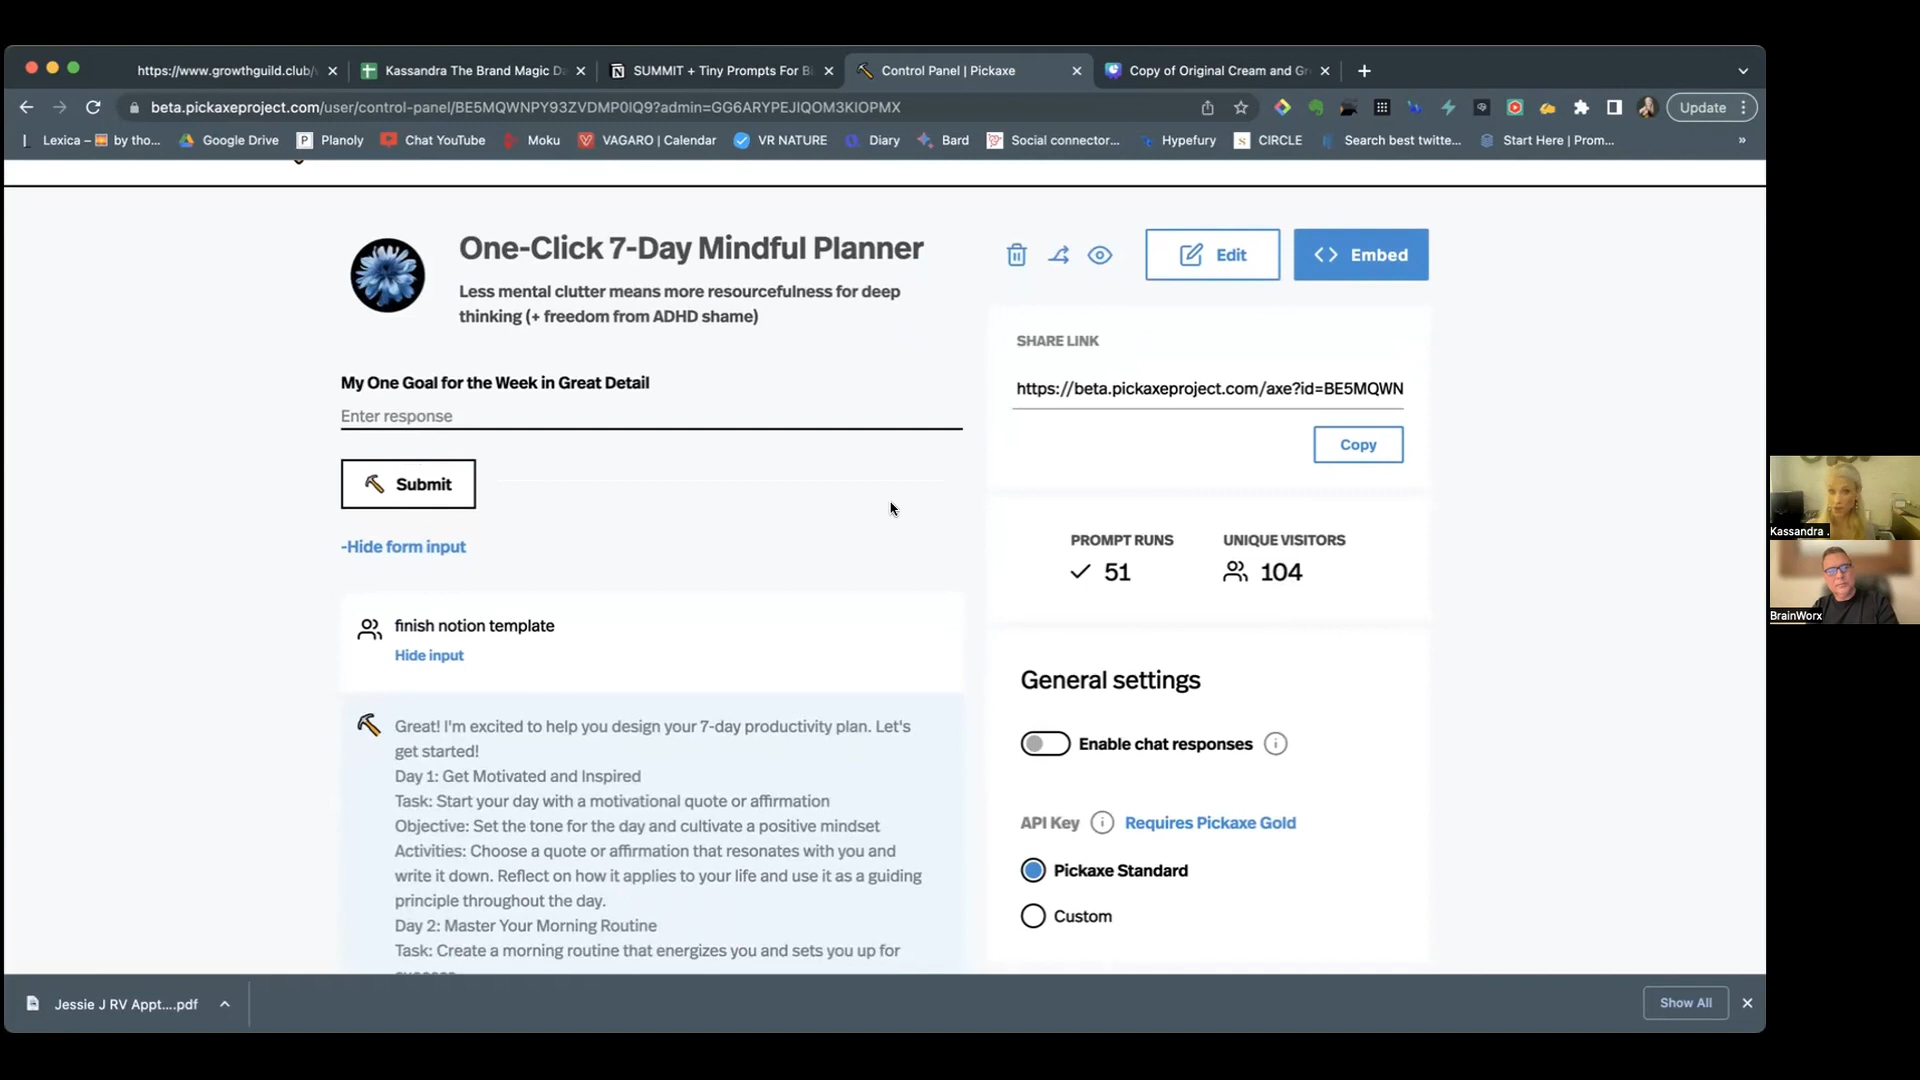 https://www.growthguild.club/
Kassandra The Brand Magic D
SUMMIT + Tiny Prompts For B
Control Panel | Pickaxe
Copy of Original Cream and Gr
beta.pickaxeproject.com/user/control-panel/BE5MQWNPY93ZVDMP0IQ9?admin=GG6ARYPEJIQOM3KIOPMX
Update
Lexica – by tho...
Google Drive
Planoly
Chat YouTube
Moku
VAGARO | Calendar
VR NATURE
Diary
Bard
Social connector...
Hypefury
CIRCLE
Search best twitte...
Start Here | Prom...
»
One-Click 7-Day Mindful Planner
Less mental clutter means more resourcefulness for deep
thinking (+ freedom from ADHD shame)
Edit
Embed
My One Goal for the Week in Great Detail
Enter response
Submit
-Hide form input
SHARE LINK
https://beta.pickaxeproject.com/axe?id=BE5MQWN
Copy
PROMPT RUNS
51
UNIQUE VISITORS
104
finish notion template
Hide input
Great! I'm excited to help you design your 7-day productivity plan. Let's
get started!
Day 1: Get Motivated and Inspired
Task: Start your day with a motivational quote or affirmation
Objective: Set the tone for the day and cultivate a positive mindset
Activities: Choose a quote or affirmation that resonates with you and
write it down. Reflect on how it applies to your life and use it as a guiding
principle throughout the day.
Day 2: Master Your Morning Routine
Task: Create a morning routine that energizes you and sets you up for
General settings
Enable chat responses
API Key
Requires Pickaxe Gold
Pickaxe Standard
Custom
Kassandra .
BrainWorx
Jessie J RV Appt....pdf
Show All